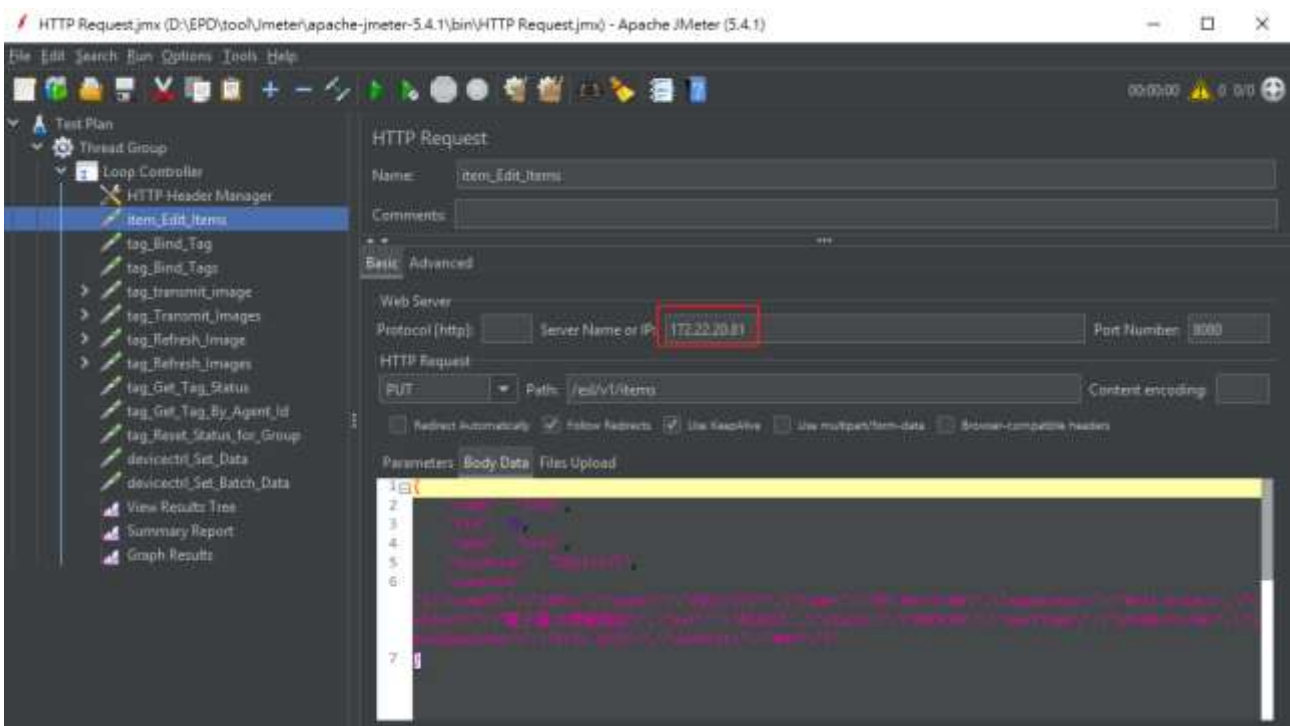 HTTP Request.jmx (D:\EPD\tool\Jmeter\apache-jmeter-5.4.1\bin\HTTP Request.jmx) - Apache JMeter (5.4.1)
File Edit Search Run Options Tools Help
00:00:00 0 0/0
Test Plan
Thread Group
Loop Controller
HTTP Header Manager
item_Edit_Items
tag_Bind_Tag
tag_Bind_Tags
tag_transmit_image
tag_Transmit_Images
tag_Refresh_Image
tag_Refresh_Images
tag_Get_Tag_Status
tag_Get_Tag_By_Agent_Id
tag_Reset_Status_for_Group
devicectrl_Set_Data
devicectrl_Set_Batch_Data
View Results Tree
Summary Report
Graph Results
HTTP Request
Name: item_Edit_Items
Comments:
Basic Advanced
Web Server
Protocol [http]: Server Name or IP: 172.22.20.81 Port Number: 8080
HTTP Request
PUT Path: /esl/v1/items Content encoding:
Redirect Automatically Follow Redirects Use KeepAlive Use multipart/form-data Browser-compatible headers
Parameters Body Data Files Upload
1 {
2
3
4
5
6
7 }